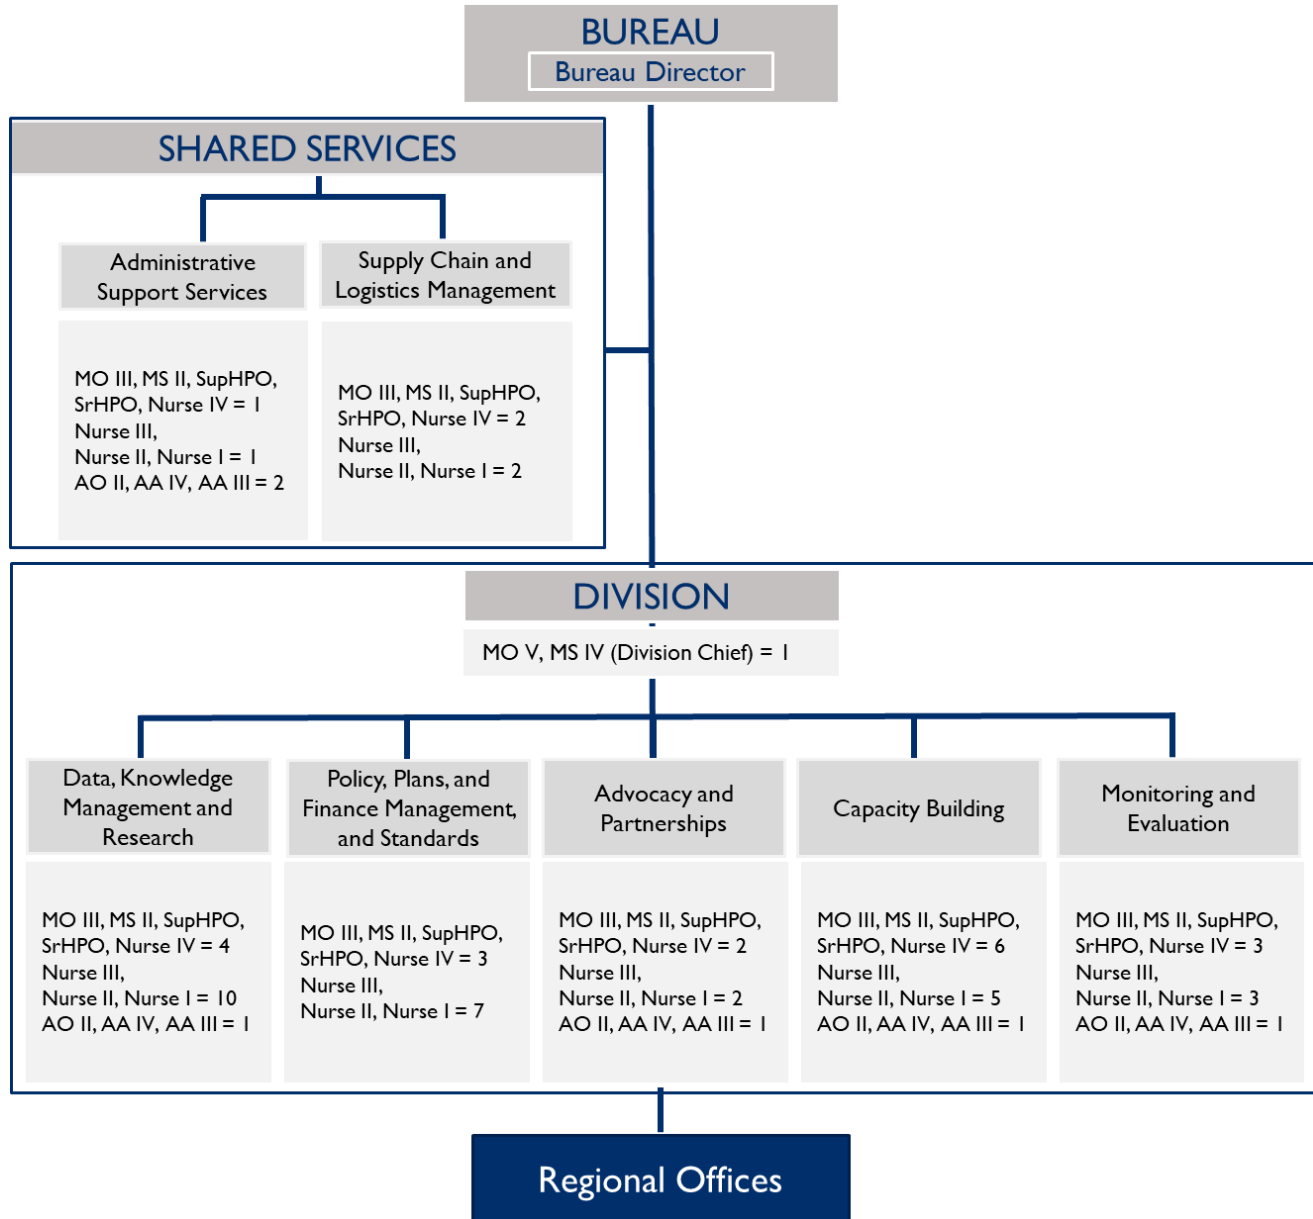 BUREAU
Bureau Director
SHARED SERVICES
Administrative
Support Services
MO III, MS II, SupHPO,
SrHPO, Nurse IV = 1
Nurse III,
Nurse II, Nurse I = 1
AO II, AA IV, AA III = 2
Supply Chain and
Logistics Management
MO III, MS II, SupHPO,
SrHPO, Nurse IV = 2
Nurse III,
Nurse II, Nurse I = 2
DIVISION
MO V, MS IV (Division Chief) = 1
Data, Knowledge
Management and
Research
MO III, MS II, SupHPO,
SrHPO, Nurse IV = 4
Nurse III,
Nurse II, Nurse I = 10
AO II, AA IV, AA III = 1
Policy, Plans, and
Finance Management,
and Standards
MO III, MS II, SupHPO,
SrHPO, Nurse IV = 3
Nurse III,
Nurse II, Nurse I = 7
Advocacy and
Partnerships
MO III, MS II, SupHPO,
SrHPO, Nurse IV = 2
Nurse III,
Nurse II, Nurse I = 2
AO II, AA IV, AA III = 1
Capacity Building
MO III, MS II, SupHPO,
SrHPO, Nurse IV = 6
Nurse III,
Nurse II, Nurse I = 5
AO II, AA IV, AA III = 1
Monitoring and
Evaluation
MO III, MS II, SupHPO,
SrHPO, Nurse IV = 3
Nurse III,
Nurse II, Nurse I = 3
AO II, AA IV, AA III = 1
Regional Offices